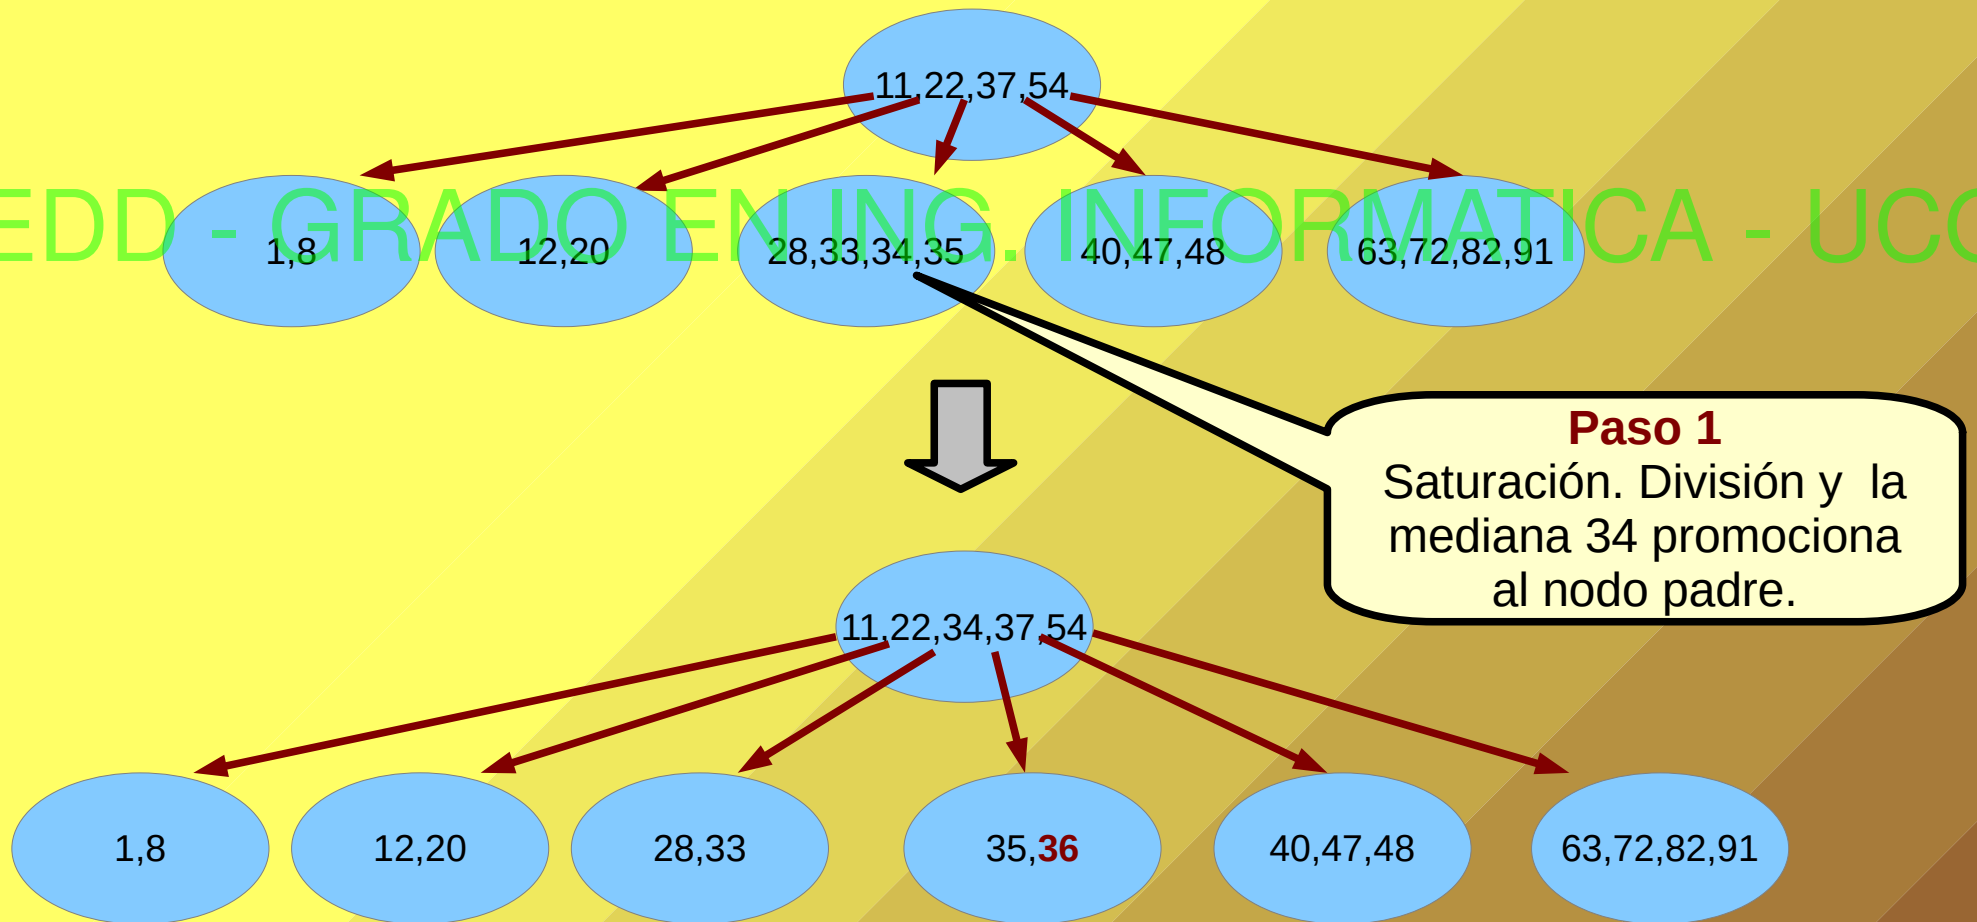 11,22,37,54
EDD - GRADO EN ING. INFORMATICA - UCO
1,8
12,20
28,33,34,35
40,47,48
63,72,82,91
Paso 1
Saturación. División y la
mediana 34 promociona
al nodo padre.
11,22,34,37,54
1,8
12,20
28,33
35,36
40,47,48
63,72,82,91